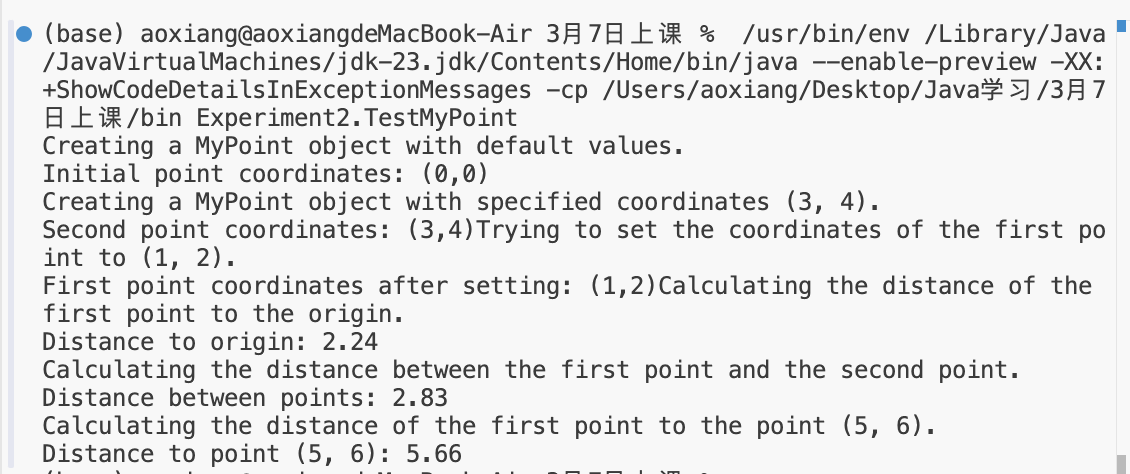 (base) aoxiang@aoxiangdeMacBook-Air 3月7日上课 %  /usr/bin/env /Library/Java
/JavaVirtualMachines/jdk-23.jdk/Contents/Home/bin/java --enable-preview -XX:
+ShowCodeDetailsInExceptionMessages -cp /Users/aoxiang/Desktop/Java学习/3月7
日上课/bin Experiment2.TestMyPoint
Creating a MyPoint object with default values.
Initial point coordinates: (0,0)
Creating a MyPoint object with specified coordinates (3, 4).
Second point coordinates: (3,4)Trying to set the coordinates of the first po
int to (1, 2).
First point coordinates after setting: (1,2)Calculating the distance of the
first point to the origin.
Distance to origin: 2.24
Calculating the distance between the first point and the second point.
Distance between points: 2.83
Calculating the distance of the first point to the point (5, 6).
Distance to point (5, 6): 5.66